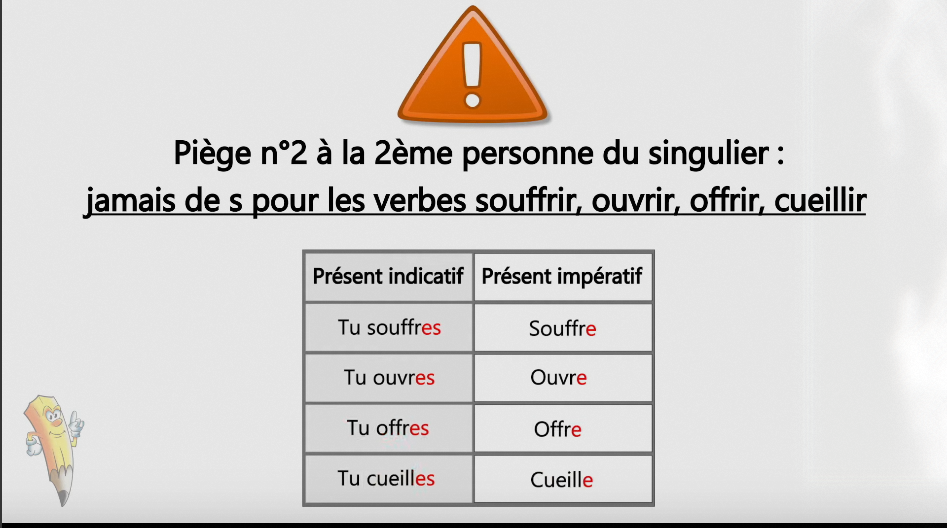 Piège n°2 à la 2ème personne du singulier :
jamais de s pour les verbes souffrir, ouvrir, offrir, cueillir
Présent indicatif Présent impératif
Tu souffres Souffre
Tu ouvres Ouvre
Tu offres Offre
Tu cueilles Cueille